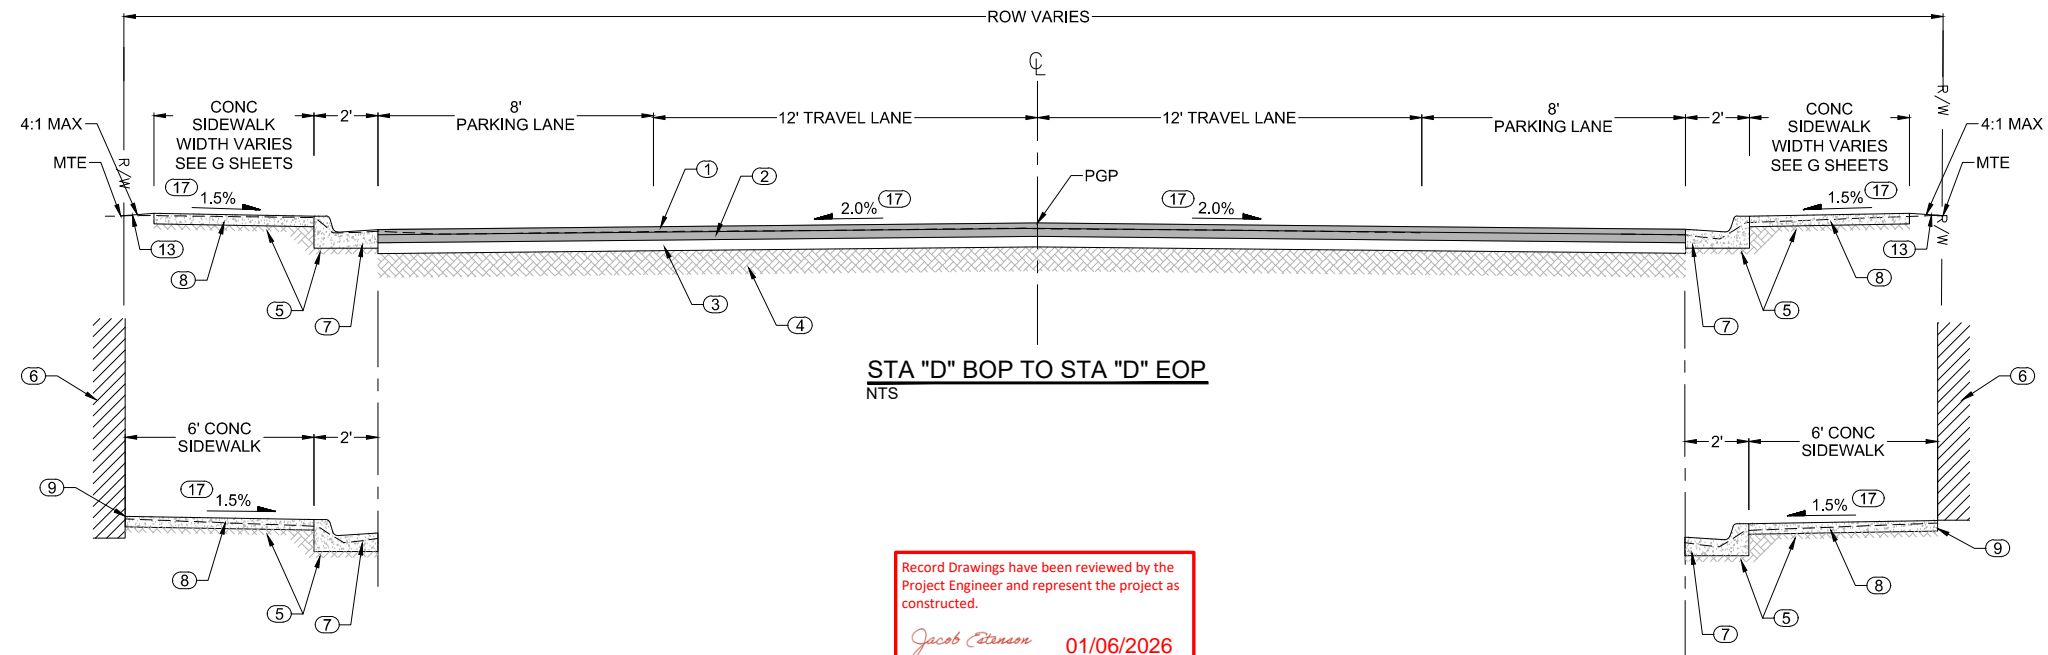 ROW VARIES
℄
CONC
SIDEWALK
WIDTH VARIES
SEE G SHEETS
2'
8'
PARKING LANE
12' TRAVEL LANE
12' TRAVEL LANE
8'
PARKING LANE
2'
CONC
SIDEWALK
WIDTH VARIES
SEE G SHEETS
4:1 MAX
MTE
R/W
R/W
4:1 MAX
MTE
R/W
17
1.5%
1
2
PGP
2.0% 17
17
2.0%
1.5% 17
13
8
5
7
3
4
7
5
8
13
STA "D" BOP TO STA "D" EOP
NTS
6
6
6' CONC
SIDEWALK
2'
2'
6' CONC
SIDEWALK
9
17
1.5%
1.5% 17
9
8
5
7
7
5
8
Record Drawings have been reviewed by the
Project Engineer and represent the project as
constructed.
Jacob Estenson 01/06/2026